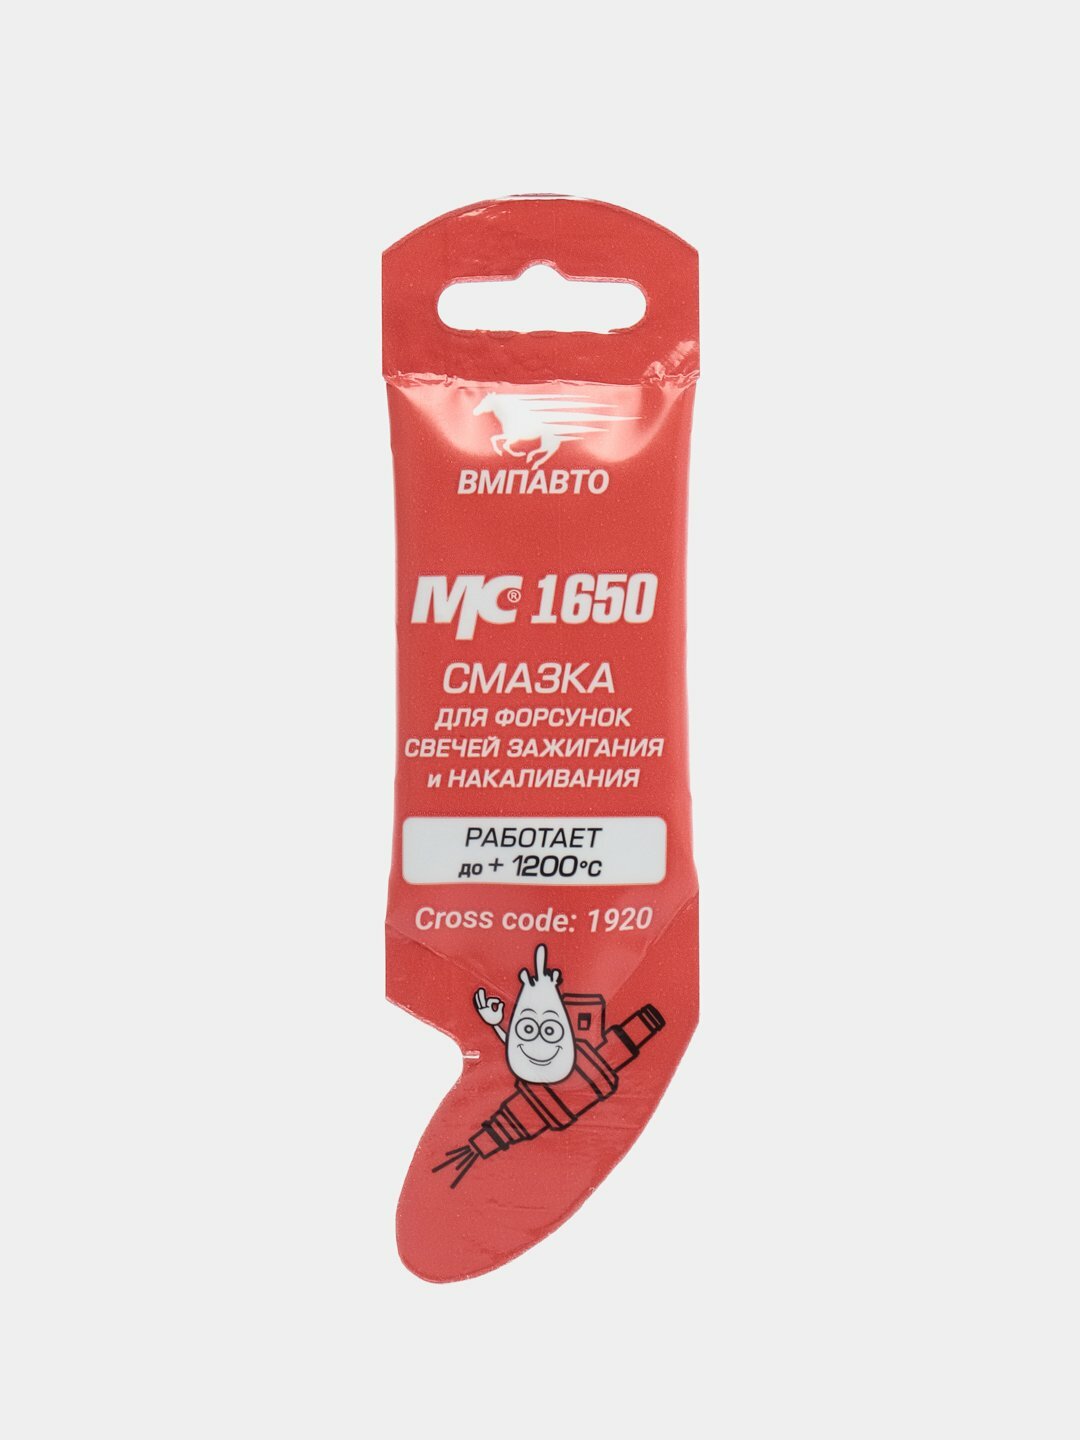 ВМПАВТО
МС® 1650
СМАЗКА
ДЛЯ ФОРСУНОК
СВЕЧЕЙ ЗАЖИГАНИЯ
и НАКАЛИВАНИЯ
РАБОТАЕТ
до + 1200°С
Cross code: 1920